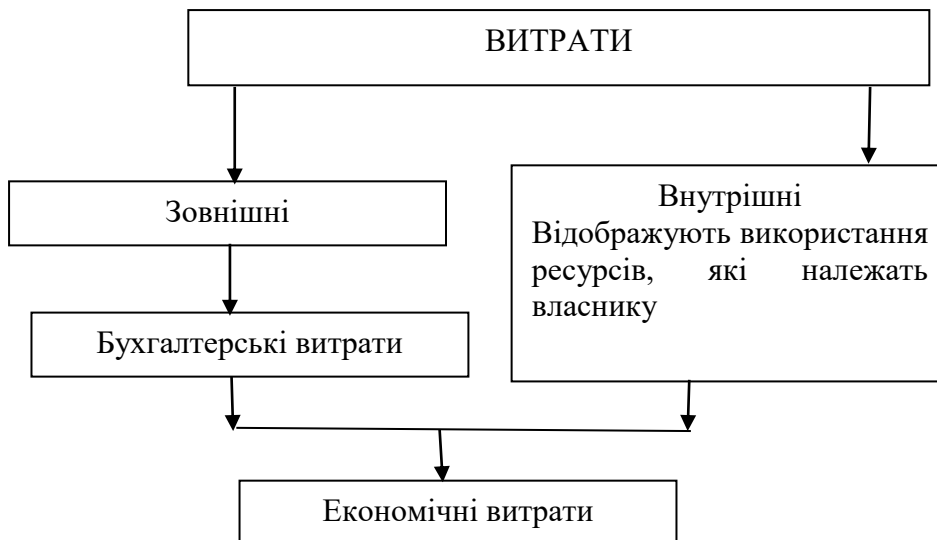 ВИТРАТИ
Зовнішні
Внутрішні
Відображують використання
ресурсів, які належать
власнику
Бухгалтерські витрати
Економічні витрати